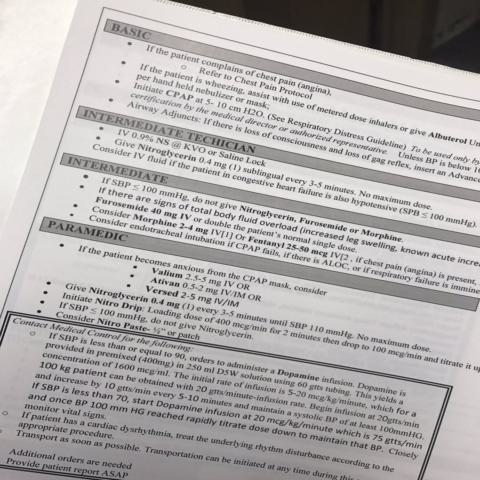 BASIC
• If the patient complains of chest pain (angina),
○ Refer to Chest Pain Protocol
• If the patient is wheezing, assist with use of metered dose inhalers or give Albuterol
per hand held nebulizer or mask;
• Initiate CPAP at 5- 10 cm H2O. (See Respiratory Distress Guideline) To be used only by
certification by the medical director or authorized representative. Unless BP is below
• Airway Adjuncts: If there is loss of consciousness and loss of gag reflex, insert an
INTERMEDIATE TECHICIAN
• IV 0.9% NS @ KVO or Saline Lock
• Give Nitroglycerin 0.4 mg (1) sublingual every 3-5 minutes. No maximum dose.
Consider IV fluid if the patient in congestive heart failure is also hypotensive (SPB ≤ 100 mmHg).
INTERMEDIATE
• If SBP ≤ 100 mmHg, do not give Nitroglycerin, Furosemide or Morphine.
• If there are signs of total body fluid overload (increased leg swelling, known acute
Furosemide 40 mg IV or double the patient's normal single dose.
• Consider Morphine 2-4 mg IV[1] Or Fentanyl 25-50 mcg IV[2 , if chest pain (angina) is present,
• Consider endotracheal intubation if CPAP fails, if there is ALOC, or if respiratory failure is
PARAMEDIC
• If the patient becomes anxious from the CPAP mask, consider
• Valium 2.5-5 mg IV OR
• Ativan 0.5-2 mg IV/IM OR
• Versed 2-5 mg IV/IM
• Give Nitroglycerin 0.4 mg (1) every 3-5 minutes until SBP 110 mmHg. No maximum dose.
• Initiate Nitro Drip: Loading dose of 400 mcg/min for 2 minutes then drop to 100 mcg/min and titrate it
If SBP ≤ 100 mmHg, do not give Nitroglycerin.
• Consider Nitro Paste- ½" or patch
Contact Medical Control for the following:
○ If SBP is less than or equal to 90, orders to administer a Dopamine infusion. Dopamine is
provided in premixed (400mg) in 250 ml D5W solution using 60 gtts tubing. This yields a
concentration of 1600 mcg/ml. The initial rate of infusion is 5-20 mcg/kg/minute, which for a
100 kg patient can be obtained with 20 gtts/minute-infusion rate. Begin infusion at 20gtts/min
and increase by 10 gtts/min every 5-10 minutes and maintain a systolic BP of at least 100mmHG.
If SBP is less than 70, start Dopamine infusion at 20 mcg/kg/min which is 75 gtts/min
and once BP 100 mm HG reached rapidly titrate dose down to maintain that BP. Closely
monitor vital signs.
○ If patient has a cardiac dysrhythmia, treat the underlying rhythm disturbance according to the
appropriate procedure.
○ Transport as soon as possible. Transportation can be initiated at any time during this
Additional orders are needed
Provide patient report ASAP